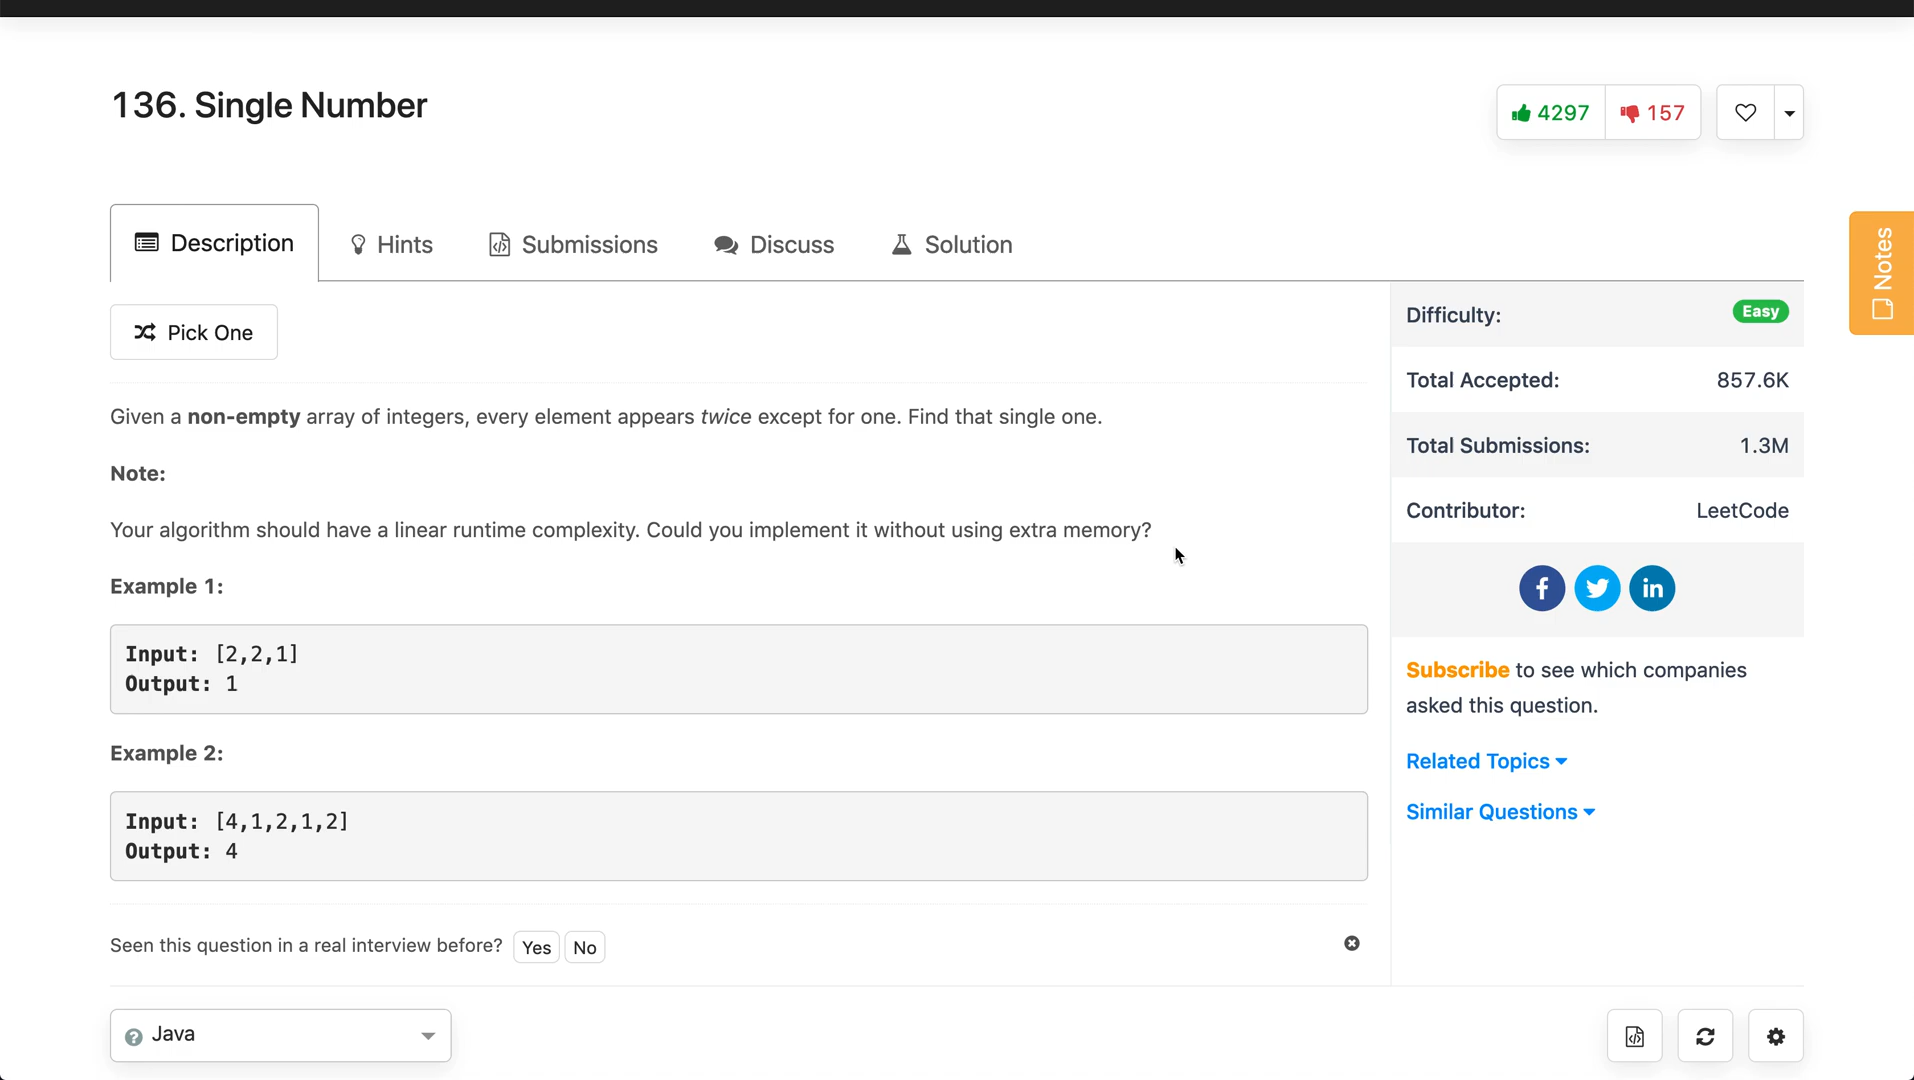 136. Single Number
4297
157
Description
Hints
Submissions
Discuss
Solution
Notes
Pick One
Given a non-empty array of integers, every element appears twice except for one. Find that single one.
Note:
Your algorithm should have a linear runtime complexity. Could you implement it without using extra memory?
Example 1:
Input: [2,2,1]
Output: 1
Example 2:
Input: [4,1,2,1,2]
Output: 4
Seen this question in a real interview before?
Yes
No
Java
Difficulty:
Easy
Total Accepted:
857.6K
Total Submissions:
1.3M
Contributor:
LeetCode
f
in
Subscribe to see which companies
asked this question.
Related Topics
Similar Questions